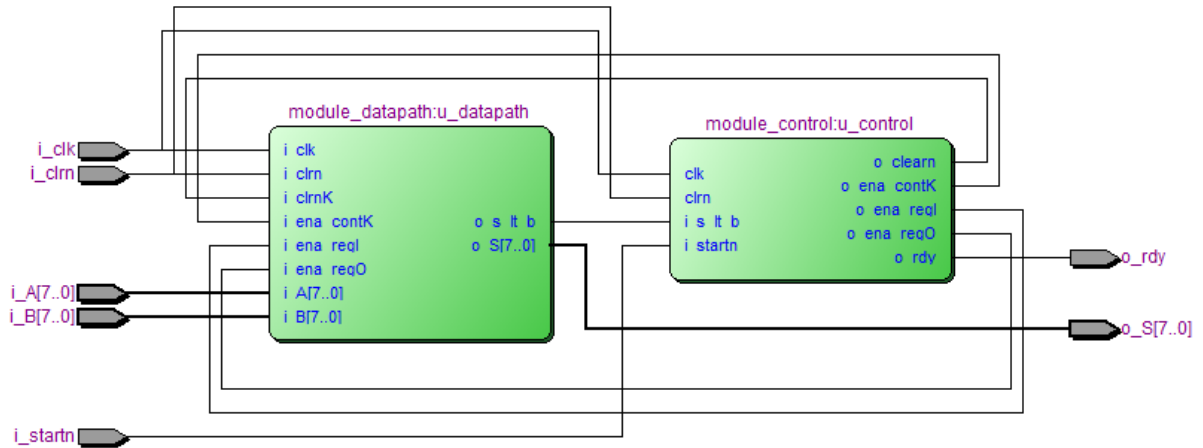 module_datapath:u_datapath
module_control:u_control
i_clk
i_clrn
i_A[7..0]
i_B[7..0]
i_startn
i clk
i clrn
i clrnK
i ena contK
i ena regI
i ena regO
i A[7..0]
i B[7..0]
o s lt b
o S[7..0]
clk
clrn
i s lt b
i startn
o clearn
o ena contK
o ena regI
o ena regO
o rdy
o_rdy
o_S[7..0]